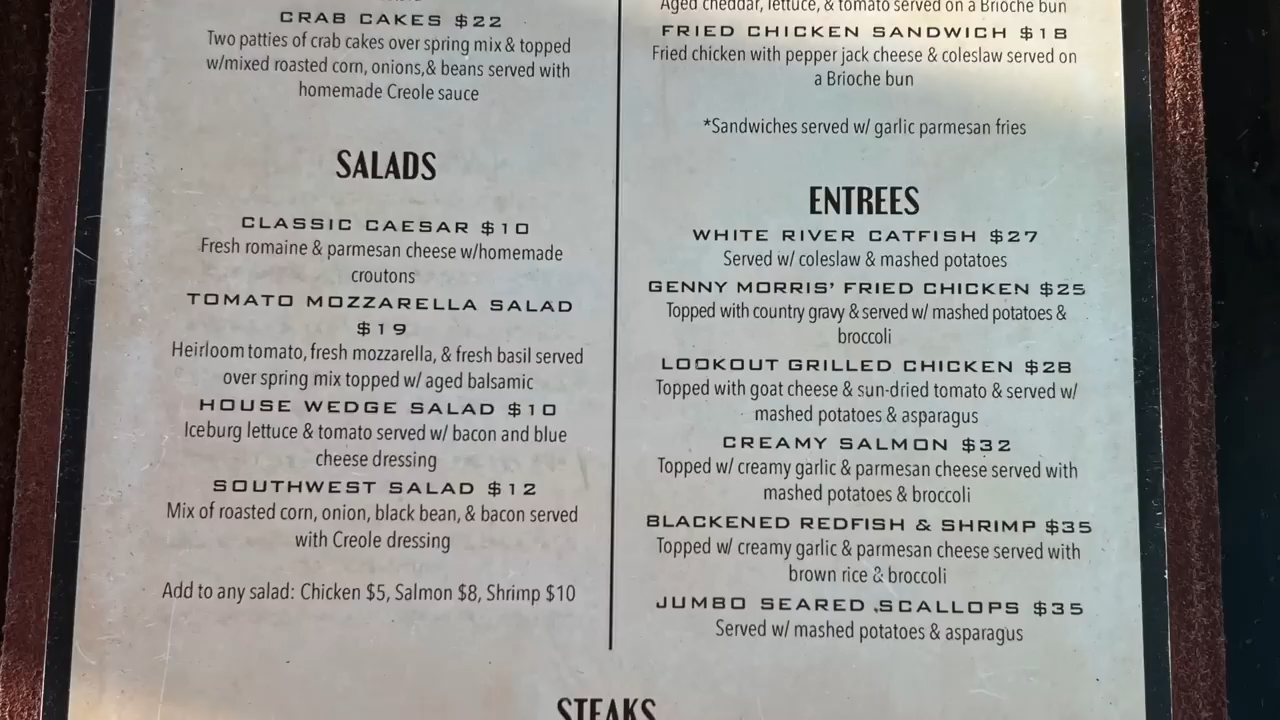 CRAB CAKES $22
Two patties of crab cakes over spring mix & topped
w/mixed roasted corn, onions,& beans served with
homemade Creole sauce
SALADS
CLASSIC CAESAR $10
Fresh romaine & parmesan cheese w/homemade
croutons
TOMATO MOZZARELLA SALAD
$19
Heirloom tomato, fresh mozzarella, & fresh basil served
over spring mix topped w/ aged balsamic
HOUSE WEDGE SALAD $10
Iceburg lettuce & tomato served w/ bacon and blue
cheese dressing
SOUTHWEST SALAD $12
Mix of roasted corn, onion, black bean, & bacon served
with Creole dressing
Add to any salad: Chicken $5, Salmon $8, Shrimp $10
Aged cheddar, lettuce, & tomato served on a Brioche bun
FRIED CHICKEN SANDWICH $18
Fried chicken with pepper jack cheese & coleslaw served on
a Brioche bun
*Sandwiches served w/ garlic parmesan fries
ENTREES
WHITE RIVER CATFISH $27
Served w/ coleslaw & mashed potatoes
GENNY MORRIS' FRIED CHICKEN $25
Topped with country gravy & served w/ mashed potatoes &
broccoli
LOOKOUT GRILLED CHICKEN $28
Topped with goat cheese & sun-dried tomato & served w/
mashed potatoes & asparagus
CREAMY SALMON $32
Topped w/ creamy garlic & parmesan cheese served with
mashed potatoes & broccoli
BLACKENED REDFISH & SHRIMP $35
Topped w/ creamy garlic & parmesan cheese served with
brown rice & broccoli
JUMBO SEARED SCALLOPS $35
Served w/ mashed potatoes & asparagus
STEAKS